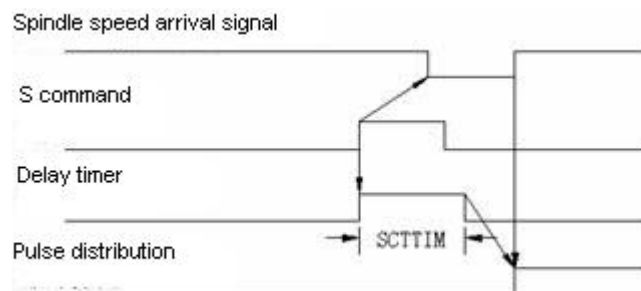 Spindle speed arrival signal
S command
Delay timer
SCTTIM
Pulse distribution